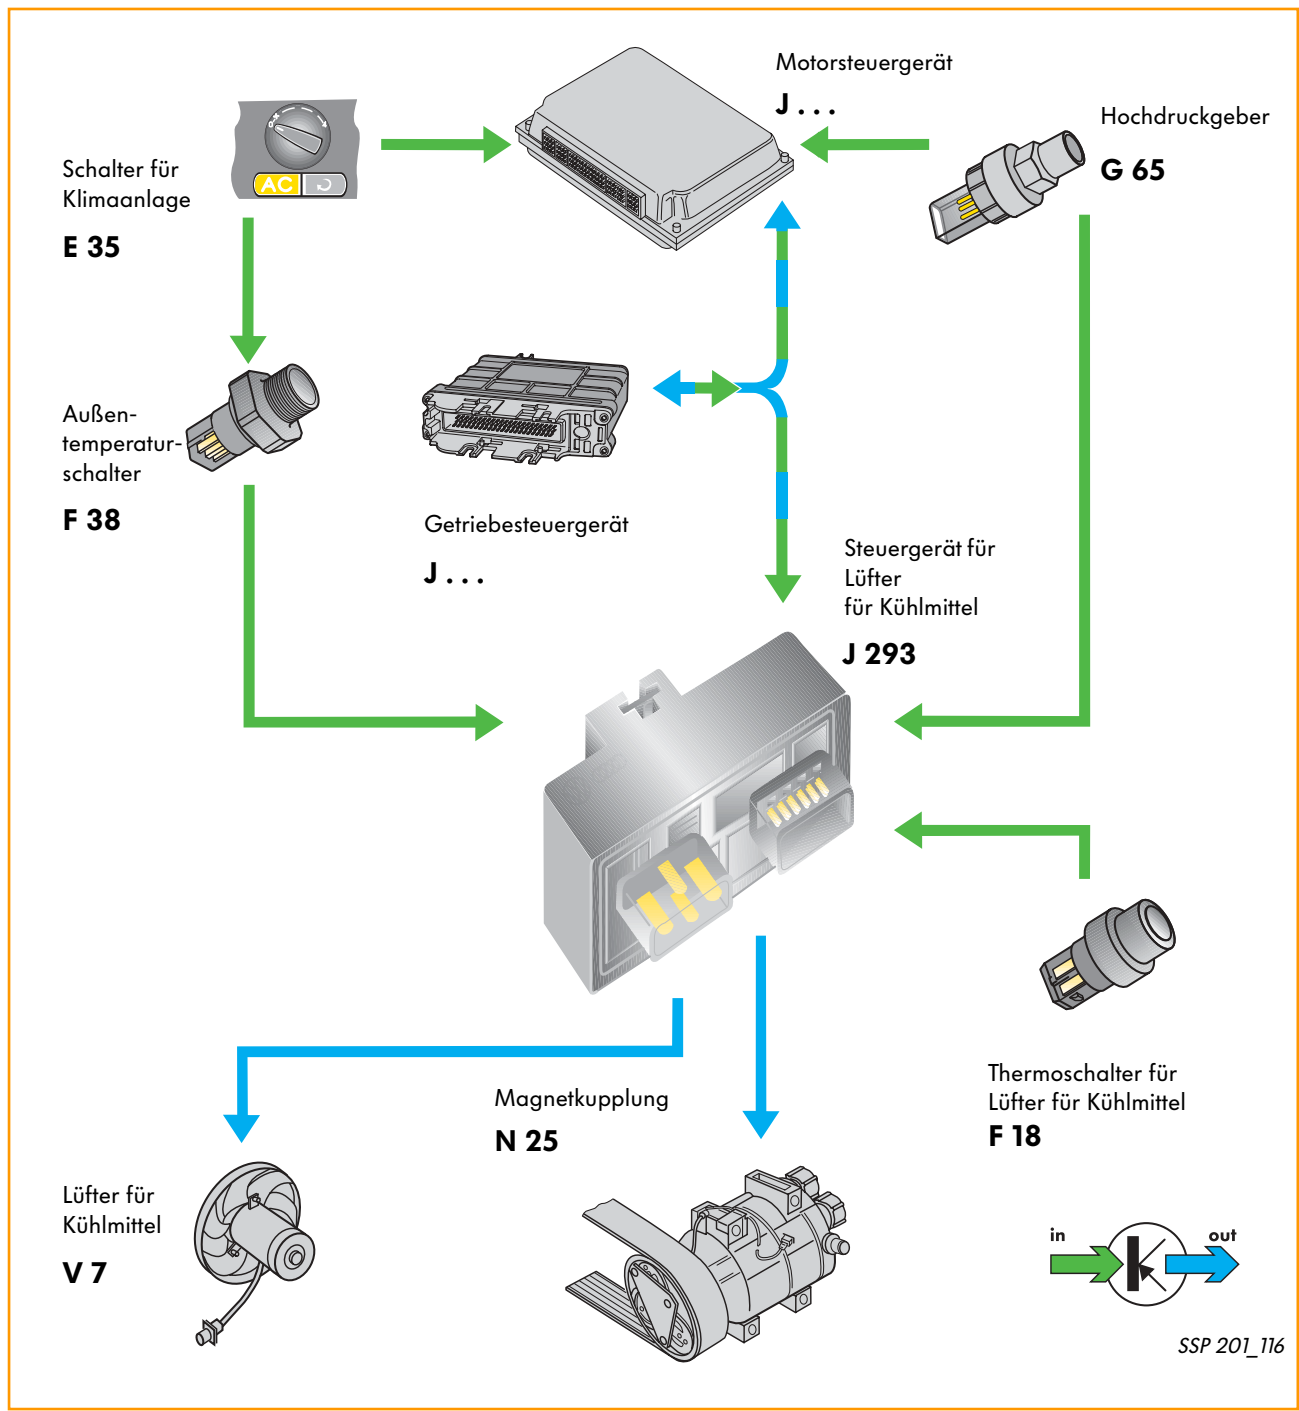 Motorsteuergerät
J . . .
Hochdruckgeber
G 65
Schalter für
Klimaanlage
E 35
AC
Außen-
temperatur-
schalter
F 38
Getriebesteuergerät
J . . .
Steuergerät für
Lüfter
für Kühlmittel
J 293
Magnetkupplung
N 25
Thermoschalter für
Lüfter für Kühlmittel
F 18
Lüfter für
Kühlmittel
V 7
in
out
SSP 201_116